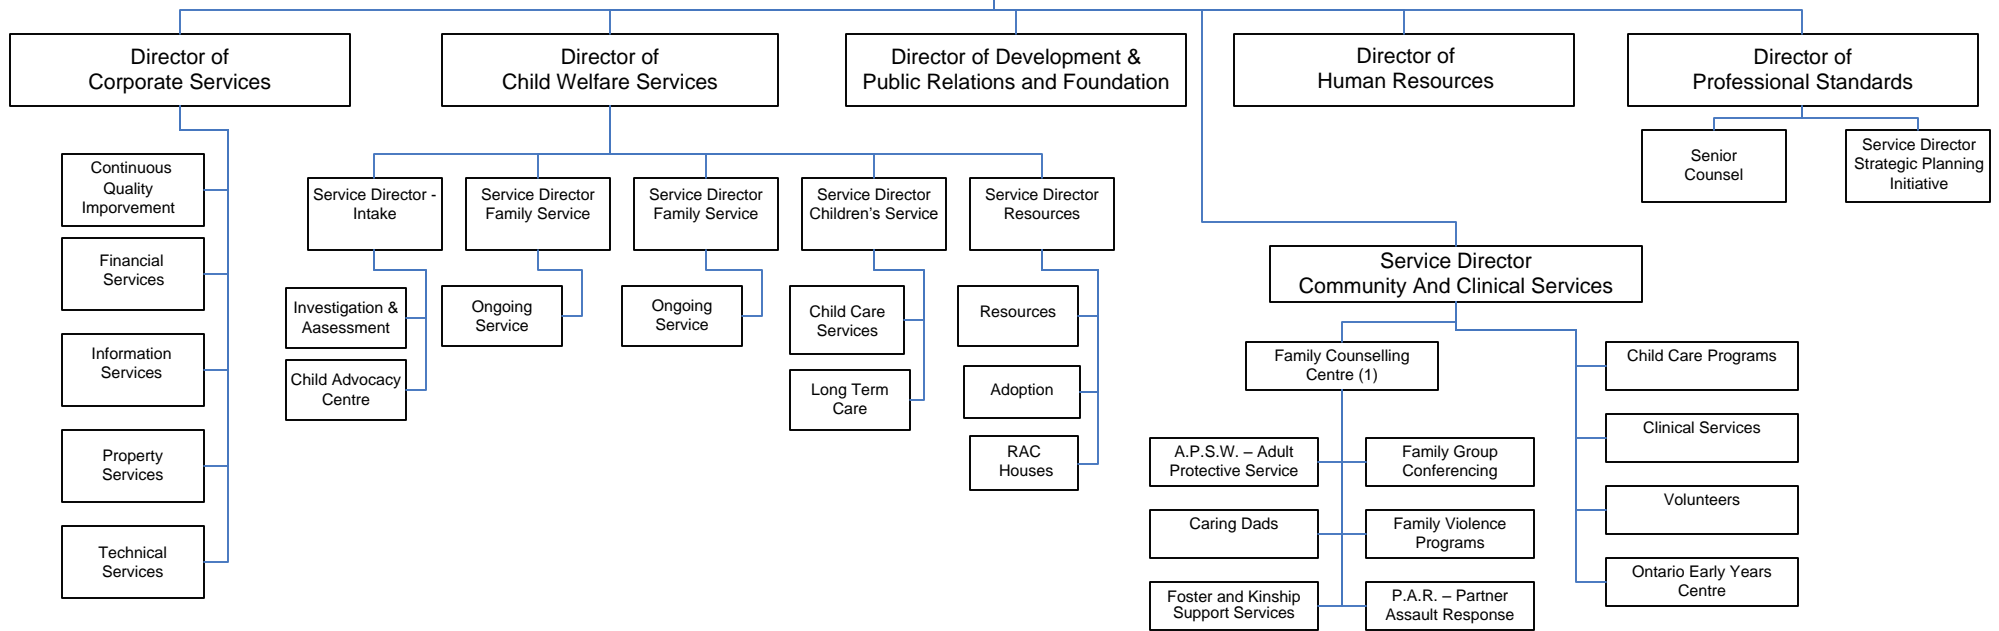 Director of
Corporate Services
Director of
Child Welfare Services
Director of Development &
Public Relations and Foundation
Director of
Human Resources
Director of
Professional Standards
Continuous
Quality
Imporvement
Financial
Services
Information
Services
Property
Services
Technical
Services
Service Director -
Intake
Investigation &
Aasessment
Child Advocacy
Centre
Service Director
Family Service
Ongoing
Service
Service Director
Family Service
Ongoing
Service
Service Director
Children's Service
Child Care
Services
Long Term
Care
Service Director
Resources
Resources
Adoption
RAC
Houses
Senior
Counsel
Service Director
Strategic Planning
Initiative
Service Director
Community And Clinical Services
Family Counselling
Centre (1)
A.P.S.W. – Adult
Protective Service
Family Group
Conferencing
Caring Dads
Family Violence
Programs
Foster and Kinship
Support Services
P.A.R. – Partner
Assault Response
Child Care Programs
Clinical Services
Volunteers
Ontario Early Years
Centre